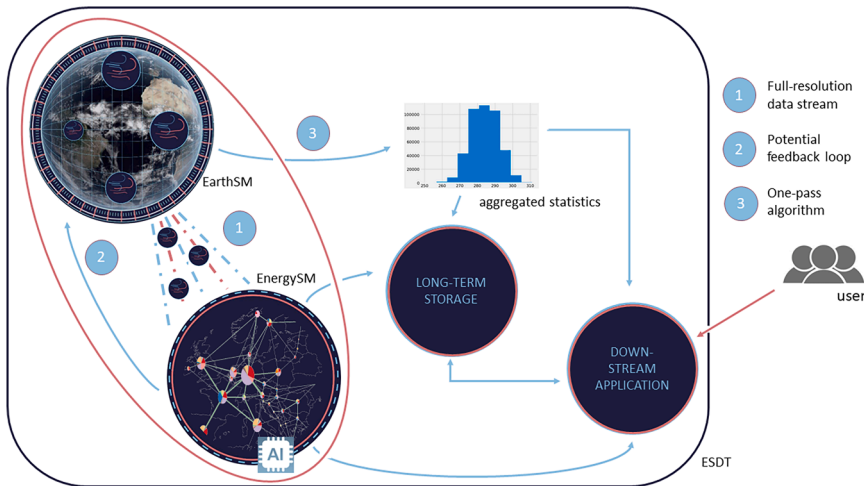 1
Full-resolution
data stream
2
Potential
feedback loop
3
One-pass
algorithm
3
100000
80000
60000
40000
20000
0
250 260 270 280 290 300 310
aggregated statistics
EarthSM
1
2
EnergySM
LONG-TERM
STORAGE
user
DOWN-
STREAM
APPLICATION
AI
ESDT